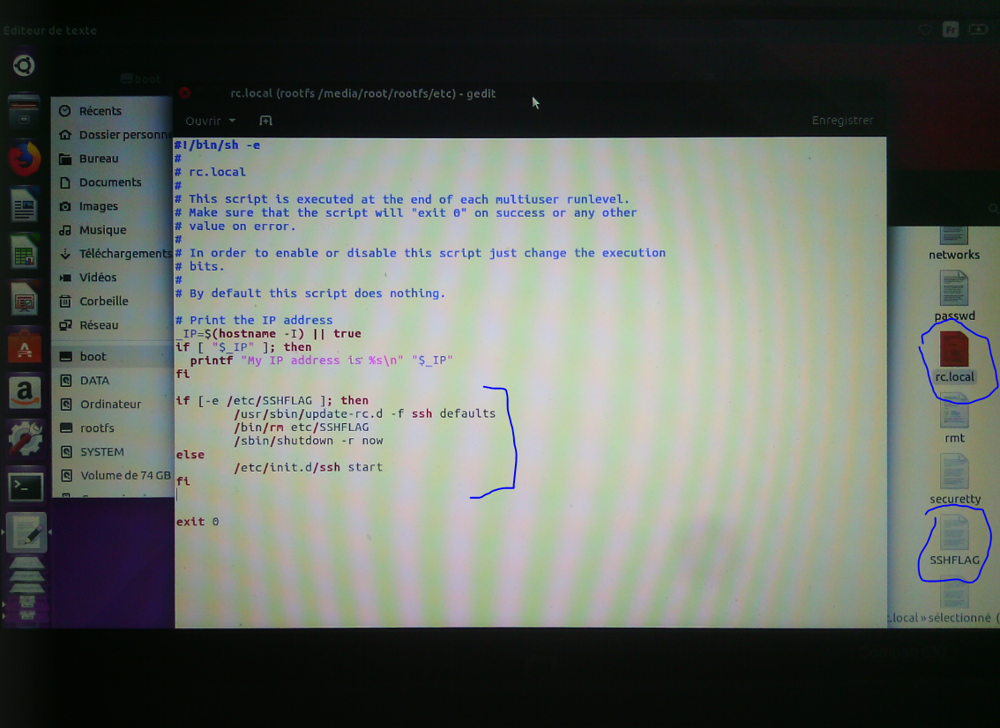 Editeur de texte
Fr
boot
rc.local (rootfs /media/root/rootfs/etc) - gedit
Ouvrir
Enregistrer
Récents
Dossier personne
Bureau
Documents
Images
Musique
Téléchargements
Vidéos
Corbeille
Réseau
boot
DATA
Ordinateur
rootfs
SYSTEM
Volume de 74 GB
#!/bin/sh -e
#
# rc.local
#
# This script is executed at the end of each multiuser runlevel.
# Make sure that the script will "exit 0" on success or any other
# value on error.
#
# In order to enable or disable this script just change the execution
# bits.
#
# By default this script does nothing.
# Print the IP address
_IP=$(hostname -I) || true
if [ "$_IP" ]; then
printf "My IP address is %s\n" "$_IP"
fi
if [-e /etc/SSHFLAG ]; then
/usr/sbin/update-rc.d -f ssh defaults
/bin/rm etc/SSHFLAG
/sbin/shutdown -r now
else
/etc/init.d/ssh start
fi
exit 0
networks
passwd
rc.local
rmt
securetty
SSHFLAG
.local » sélectionné (